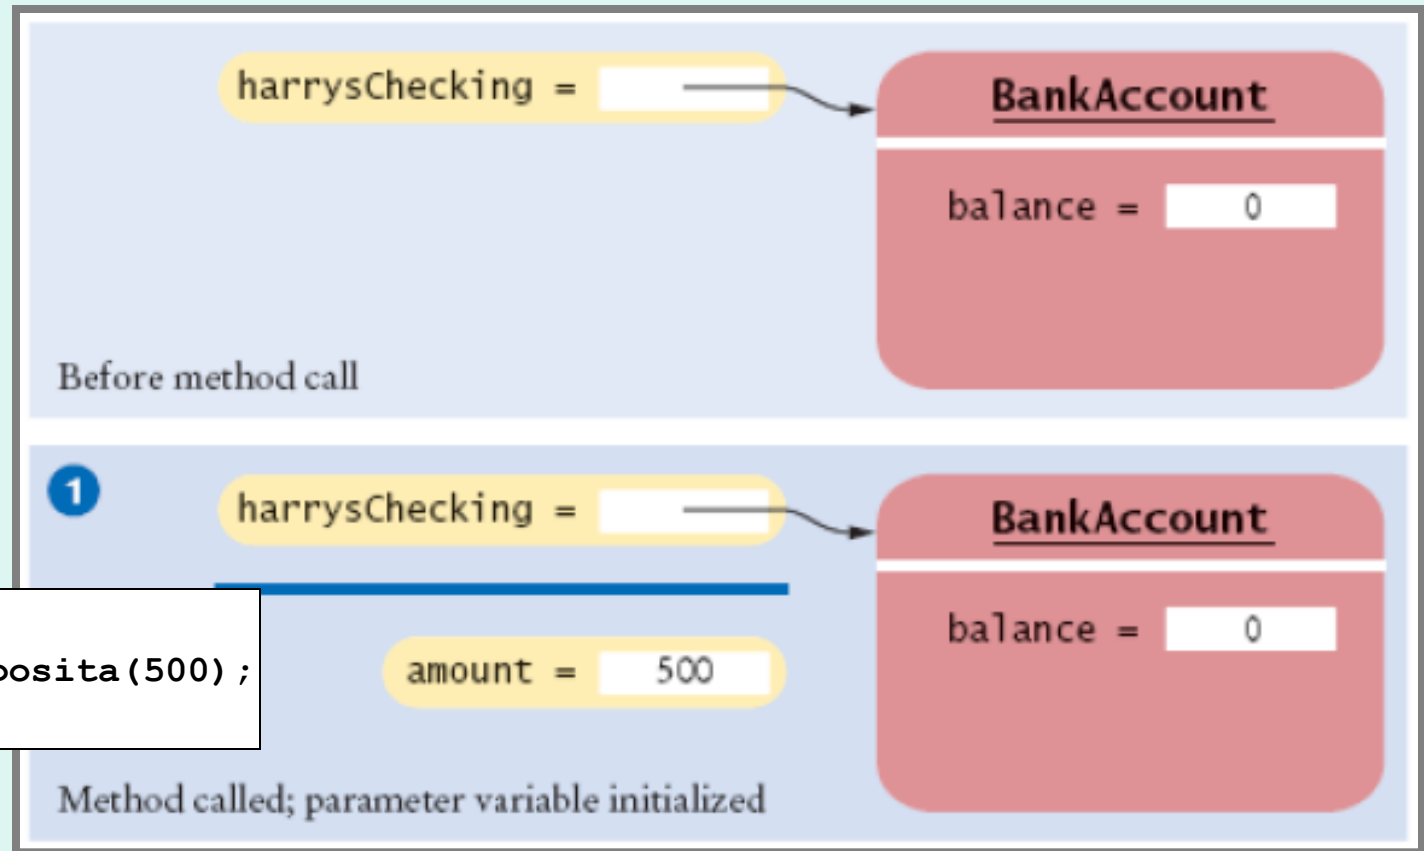 harrysChecking =
BankAccount
balance = 0
Before method call
1
harrysChecking =
BankAccount
balance = 0
posita(500);
amount = 500
Method called; parameter variable initialized